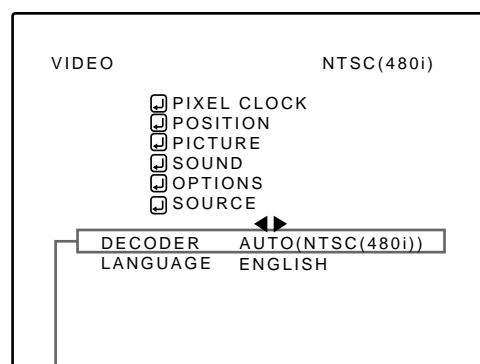 VIDEO NTSC(480i)
PIXEL CLOCK
POSITION
PICTURE
SOUND
OPTIONS
SOURCE
DECODER AUTO(NTSC(480i))
LANGUAGE ENGLISH